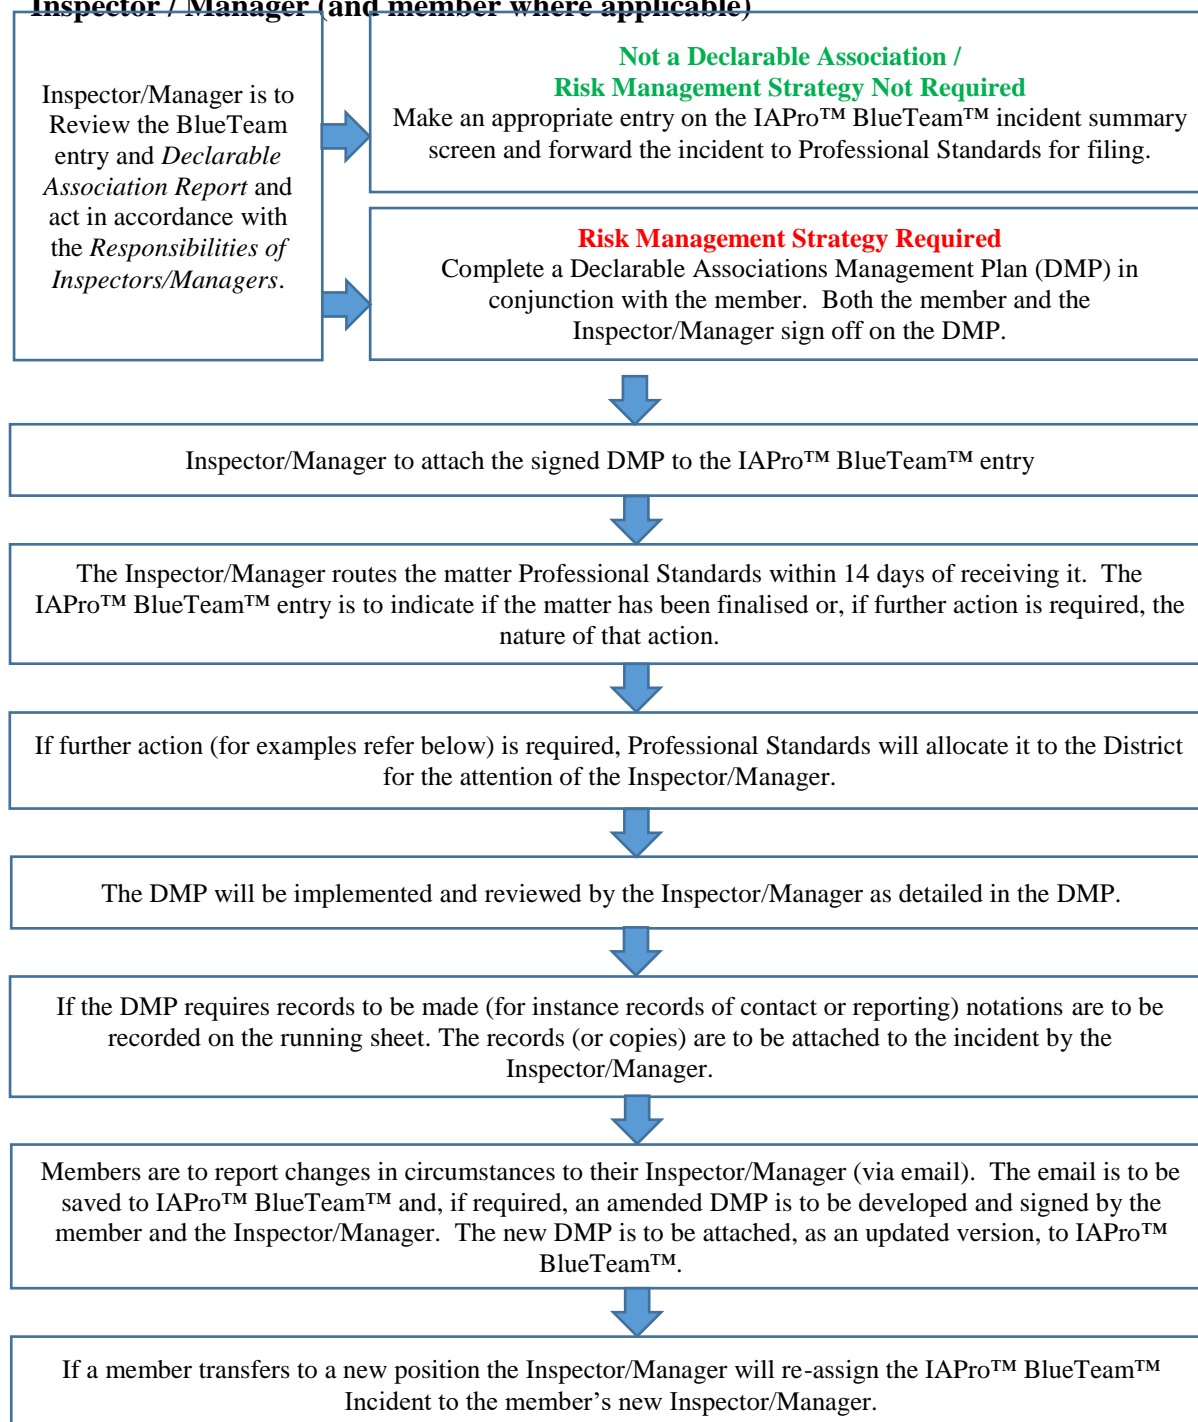 Inspector / Manager (and member where applicable)
Inspector/Manager is to
Review the BlueTeam
entry and Declarable
Association Report and
act in accordance with
the Responsibilities of
Inspectors/Managers.
Not a Declarable Association /
Risk Management Strategy Not Required
Make an appropriate entry on the IAPro™ BlueTeam™ incident summary
screen and forward the incident to Professional Standards for filing.
Risk Management Strategy Required
Complete a Declarable Associations Management Plan (DMP) in
conjunction with the member.  Both the member and the
Inspector/Manager sign off on the DMP.
Inspector/Manager to attach the signed DMP to the IAPro™ BlueTeam™ entry
The Inspector/Manager routes the matter Professional Standards within 14 days of receiving it.  The
IAPro™ BlueTeam™ entry is to indicate if the matter has been finalised or, if further action is required, the
nature of that action.
If further action (for examples refer below) is required, Professional Standards will allocate it to the District
for the attention of the Inspector/Manager.
The DMP will be implemented and reviewed by the Inspector/Manager as detailed in the DMP.
If the DMP requires records to be made (for instance records of contact or reporting) notations are to be
recorded on the running sheet. The records (or copies) are to be attached to the incident by the
Inspector/Manager.
Members are to report changes in circumstances to their Inspector/Manager (via email).  The email is to be
saved to IAPro™ BlueTeam™ and, if required, an amended DMP is to be developed and signed by the
member and the Inspector/Manager.  The new DMP is to be attached, as an updated version, to IAPro™
BlueTeam™.
If a member transfers to a new position the Inspector/Manager will re-assign the IAPro™ BlueTeam™
Incident to the member’s new Inspector/Manager.